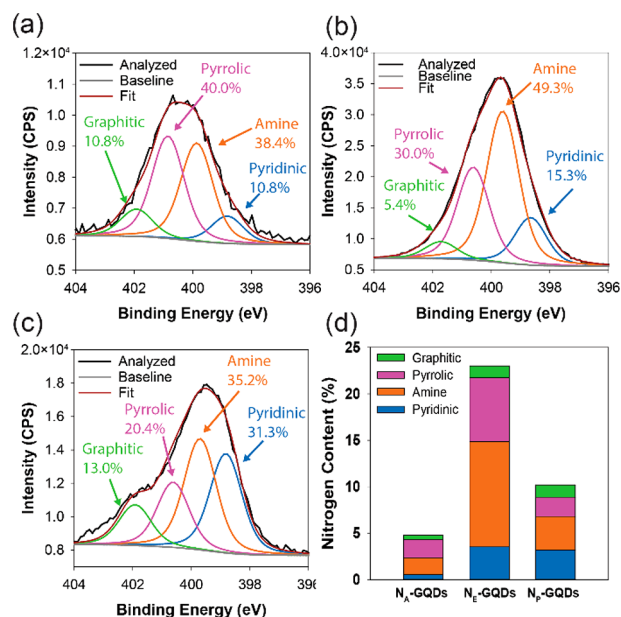 (a)
1.2×10⁴
1.1
1.0
0.9
0.8
0.7
0.6
0.5
Intensity (CPS)
Analyzed
Baseline
Fit
Pyrrolic
40.0%
Graphitic
10.8%
Amine
38.4%
Pyridinic
10.8%
404 402 400 398 396
Binding Energy (eV)
(b)
4.0×10⁴
3.5
3.0
2.5
2.0
1.5
1.0
0.5
Intensity (CPS)
Analyzed
Baseline
Fit
Amine
49.3%
Pyrrolic
30.0%
Pyridinic
15.3%
Graphitic
5.4%
404 402 400 398 396
Binding Energy (eV)
(c)
2.0×10⁴
1.8
1.6
1.4
1.2
1.0
0.8
Intensity (CPS)
Analyzed
Baseline
Fit
Amine
35.2%
Pyrrolic
20.4%
Pyridinic
31.3%
Graphitic
13.0%
404 402 400 398 396
Binding Energy (eV)
(d)
25
20
15
10
5
0
Nitrogen Content (%)
Graphitic
Pyrrolic
Amine
Pyridinic
N_A-GQDs N_E-GQDs N_P-GQDs